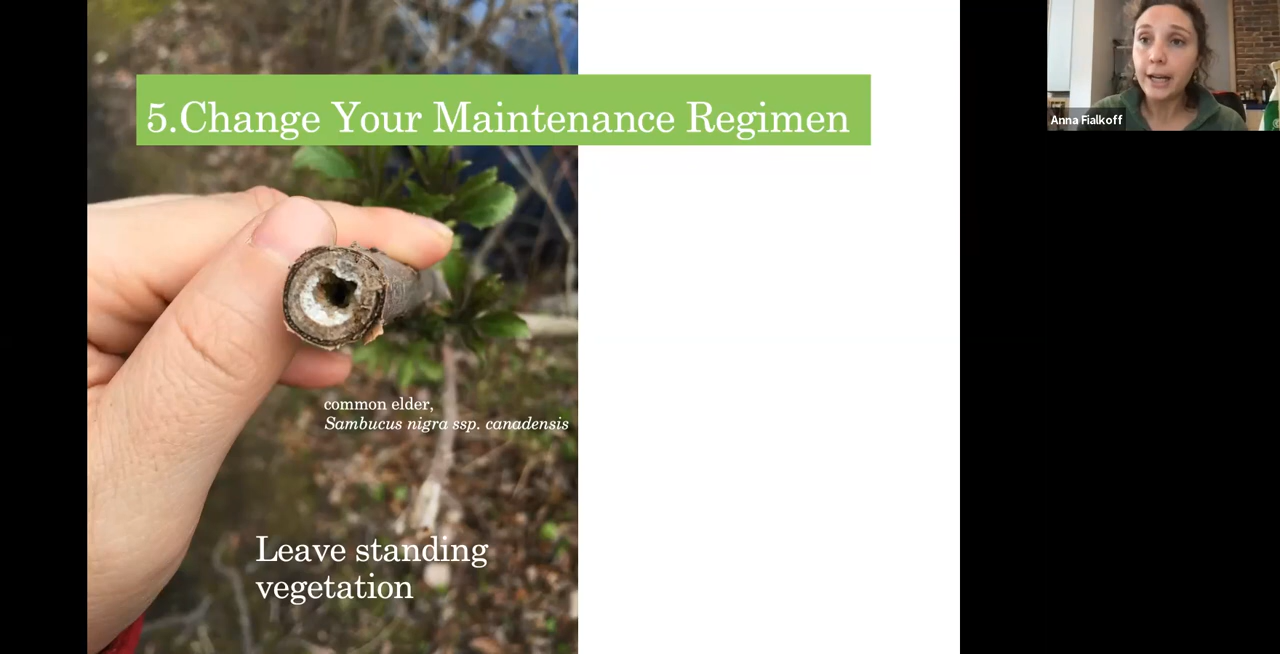 5.Change Your Maintenance Regimen
Anna Fialkoff
common elder,
Sambucus nigra ssp. canadensis
Leave standing
vegetation